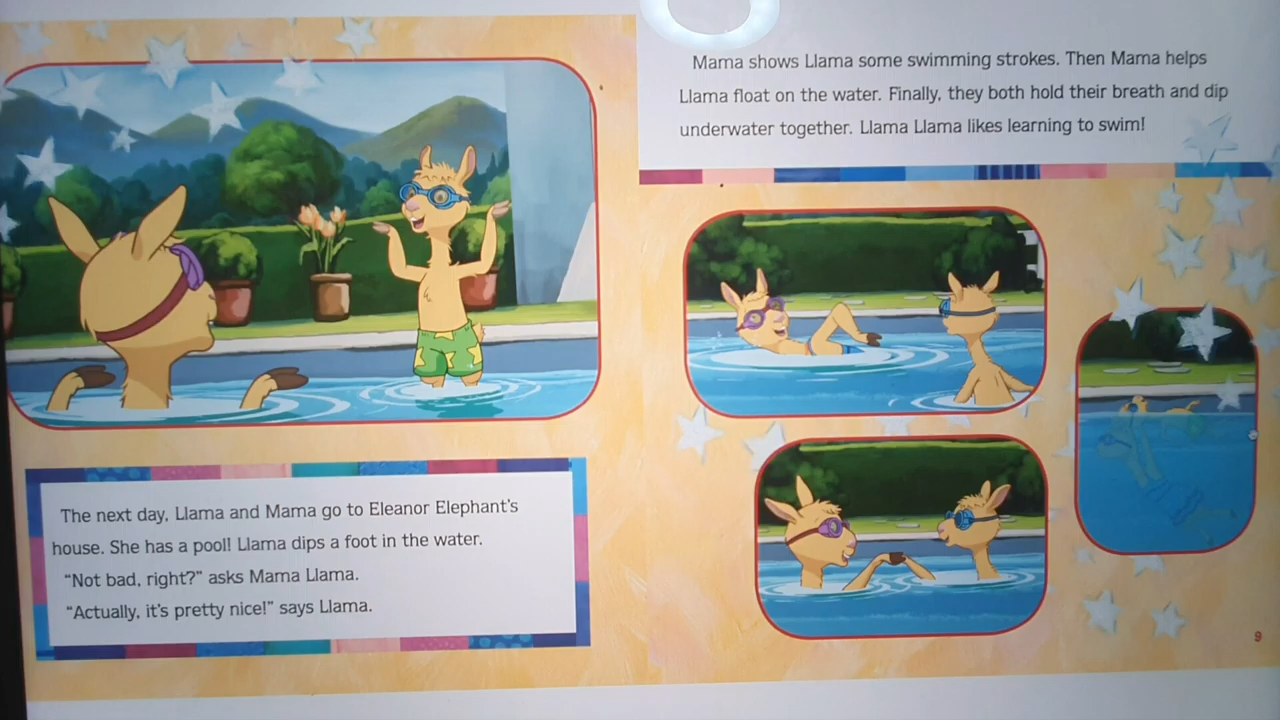 The next day, Llama and Mama go to Eleanor Elephant's
house. She has a pool! Llama dips a foot in the water.
"Not bad, right?" asks Mama Llama.
"Actually, it's pretty nice!" says Llama.
Mama shows Llama some swimming strokes. Then Mama helps
Llama float on the water. Finally, they both hold their breath and dip
underwater together. Llama Llama likes learning to swim!
9